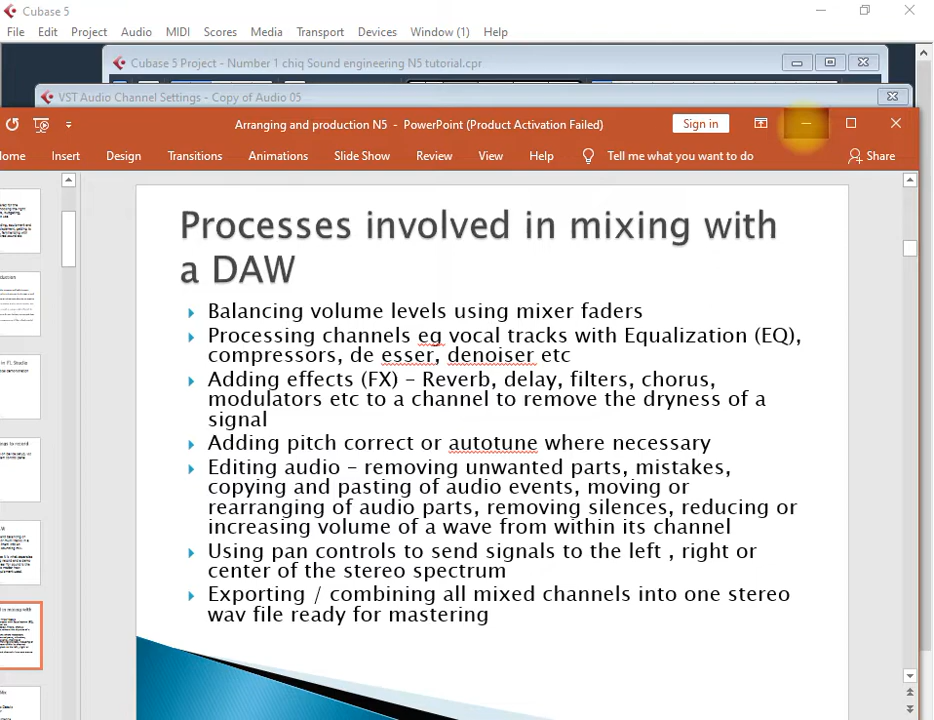 Cubase 5
File Edit Project Audio MIDI Scores Media Transport Devices Window (1) Help
Cubase 5 Project - Number 1 chiq Sound engineering N5 tutorial.cpr
VST Audio Channel Settings - Copy of Audio 05
Arranging and production N5 - PowerPoint (Product Activation Failed)
Sign in
ome Insert Design Transitions Animations Slide Show Review View Help Tell me what you want to do Share
Processes involved in mixing with
a DAW
Balancing volume levels using mixer faders
Processing channels eg vocal tracks with Equalization (EQ),
compressors, de esser, denoiser etc
Adding effects (FX) – Reverb, delay, filters, chorus,
modulators etc to a channel to remove the dryness of a
signal
Adding pitch correct or autotune where necessary
Editing audio – removing unwanted parts, mistakes,
copying and pasting of audio events, moving or
rearranging of audio parts, removing silences, reducing or
increasing volume of a wave from within its channel
Using pan controls to send signals to the left , right or
center of the stereo spectrum
Exporting / combining all mixed channels into one stereo
wav file ready for mastering